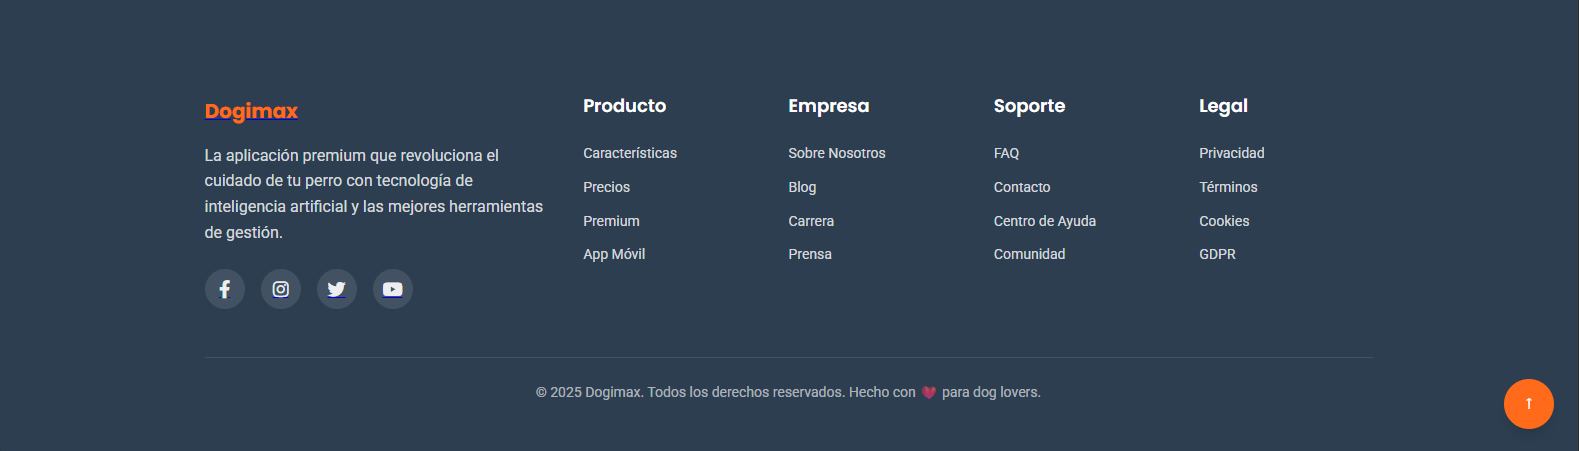 Dogimax
La aplicación premium que revoluciona el
cuidado de tu perro con tecnología de
inteligencia artificial y las mejores herramientas
de gestión.
Producto
Características
Precios
Premium
App Móvil
Empresa
Sobre Nosotros
Blog
Carrera
Prensa
Soporte
FAQ
Contacto
Centro de Ayuda
Comunidad
Legal
Privacidad
Términos
Cookies
GDPR
© 2025 Dogimax. Todos los derechos reservados. Hecho con 💗 para dog lovers.
↑